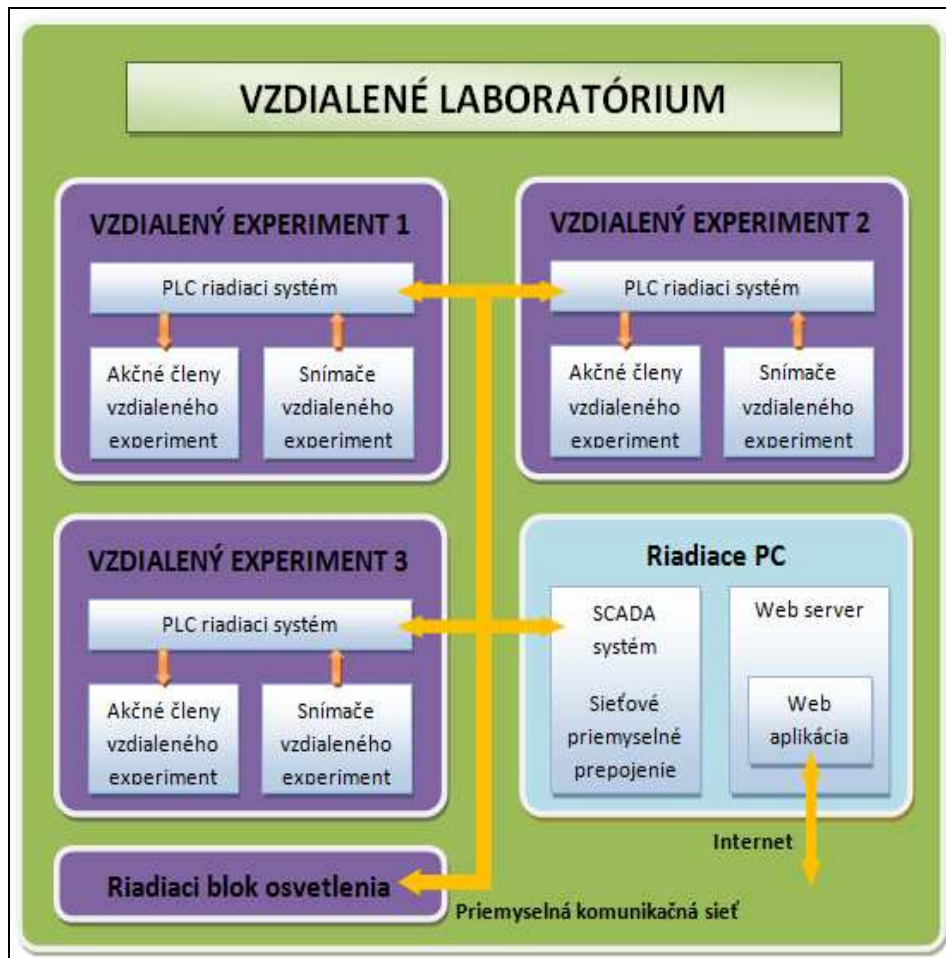 VZDIALENÉ LABORATÓRIUM
VZDIALENÝ EXPERIMENT 1
PLC riadiaci systém
Akčné členy
vzdialeného
experiment
Snímače
vzdialeného
experiment
VZDIALENÝ EXPERIMENT 2
PLC riadiaci systém
Akčné členy
vzdialeného
experiment
Snímače
vzdialeného
experiment
VZDIALENÝ EXPERIMENT 3
PLC riadiaci systém
Akčné členy
vzdialeného
experiment
Snímače
vzdialeného
experiment
Riadiace PC
SCADA
systém
Sieťové
priemyselné
prepojenie
Web server
Web
aplikácia
Internet
Riadiaci blok osvetlenia
Priemyselná komunikačná sieť